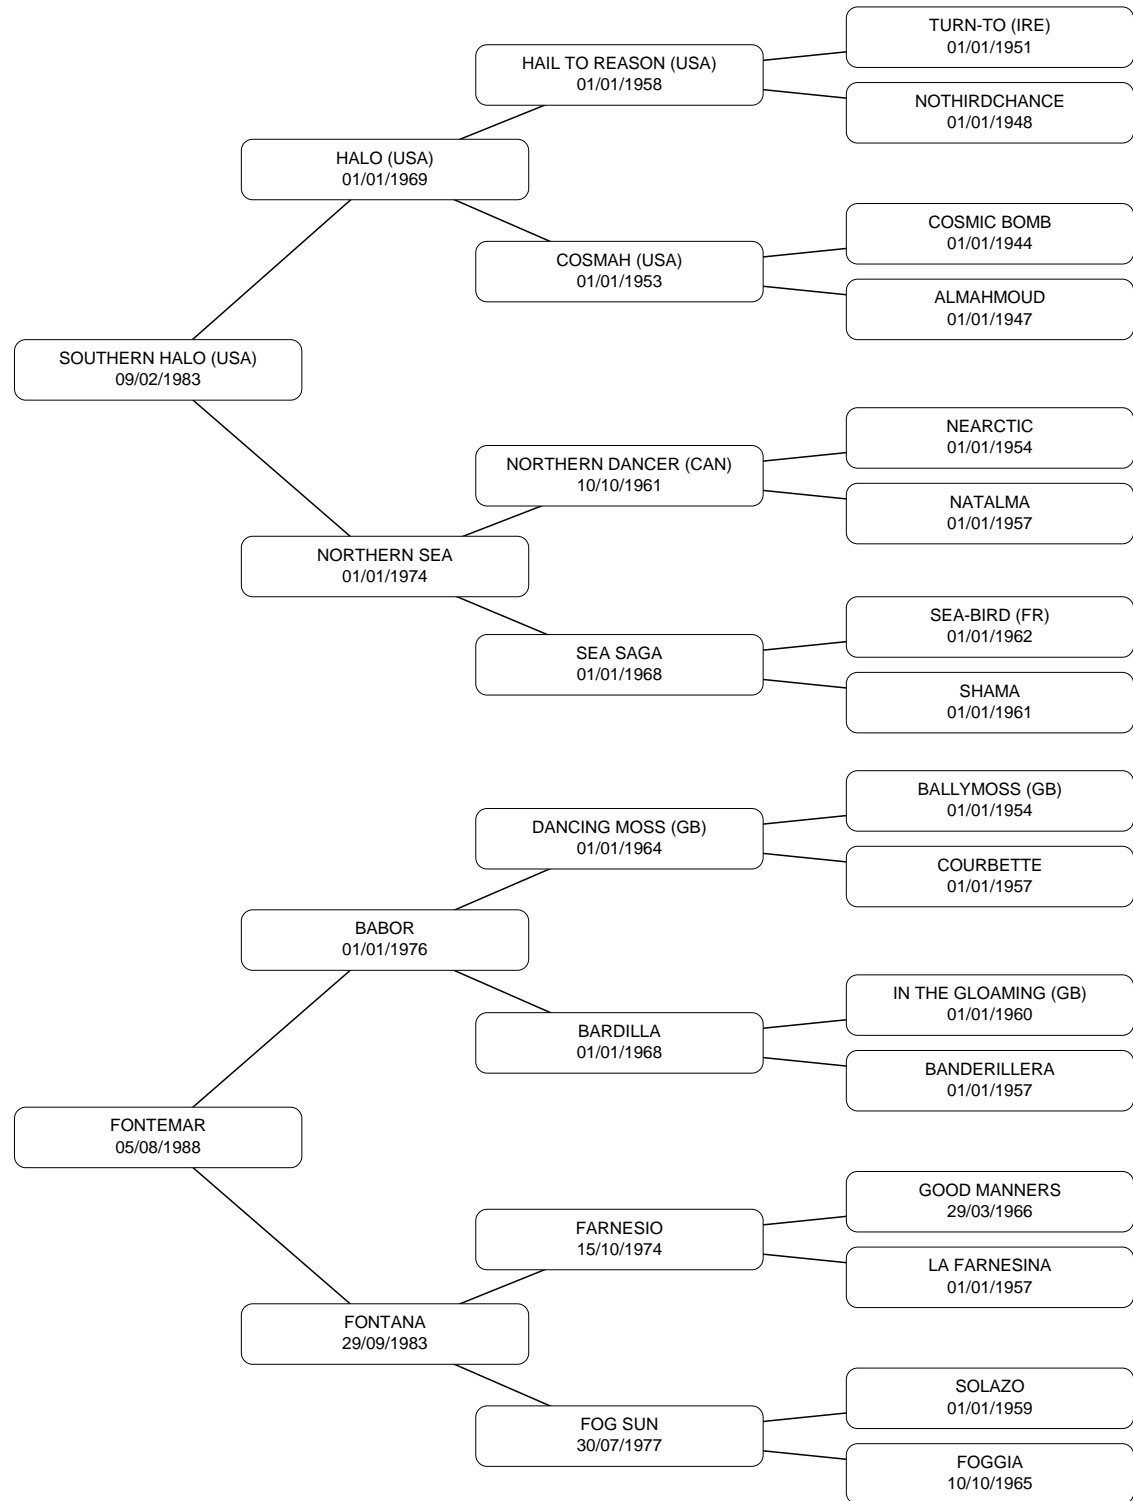 TURN-TO (IRE)
01/01/1951
HAIL TO REASON (USA)
01/01/1958
NOTHIRDCHANCE
01/01/1948
HALO (USA)
01/01/1969
COSMIC BOMB
01/01/1944
COSMAH (USA)
01/01/1953
ALMAHMOUD
01/01/1947
SOUTHERN HALO (USA)
09/02/1983
NEARCTIC
01/01/1954
NORTHERN DANCER (CAN)
10/10/1961
NATALMA
01/01/1957
NORTHERN SEA
01/01/1974
SEA-BIRD (FR)
01/01/1962
SEA SAGA
01/01/1968
SHAMA
01/01/1961
BALLYMOSS (GB)
01/01/1954
DANCING MOSS (GB)
01/01/1964
COURBETTE
01/01/1957
BABOR
01/01/1976
IN THE GLOAMING (GB)
01/01/1960
BARDILLA
01/01/1968
BANDERILLERA
01/01/1957
FONTEMAR
05/08/1988
GOOD MANNERS
29/03/1966
FARNESIO
15/10/1974
LA FARNESINA
01/01/1957
FONTANA
29/09/1983
SOLAZO
01/01/1959
FOG SUN
30/07/1977
FOGGIA
10/10/1965